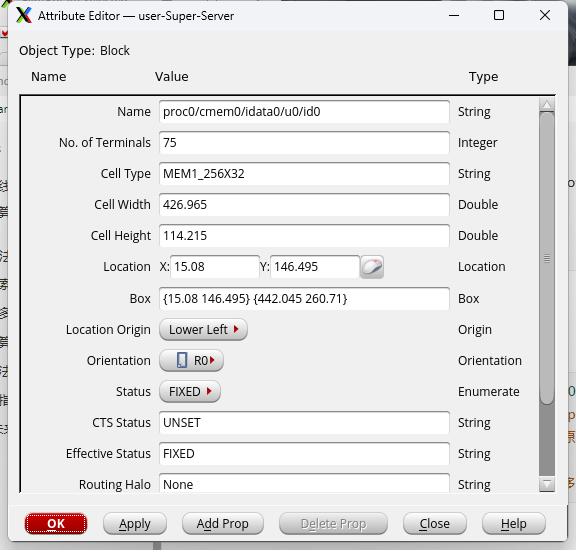 Attribute Editor — user-Super-Server
Object Type: Block
Name Value Type
Name proc0/cmem0/idata0/u0/id0 String
No. of Terminals 75 Integer
Cell Type MEM1_256X32 String
Cell Width 426.965 Double
Cell Height 114.215 Double
Location X: 15.08 Y: 146.495 Location
Box {15.08 146.495} {442.045 260.71} Box
Location Origin Lower Left Origin
Orientation R0 Orientation
Status FIXED Enumerate
CTS Status UNSET String
Effective Status FIXED String
Routing Halo None String
OK Apply Add Prop Delete Prop Close Help